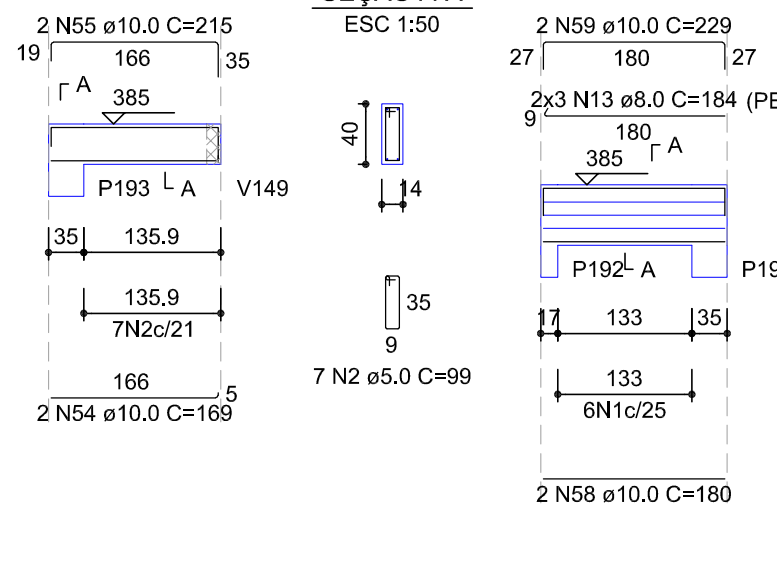 ESC 1:50
2 N55 ø10.0 C=215
19 166 35
A
385
P193 A V149
35 135.9
135.9
7N2c/21
166 5
2 N54 ø10.0 C=169
40
14
35
9
7 N2 ø5.0 C=99
2 N59 ø10.0 C=229
27 180 27
2x3 N13 ø8.0 C=184
9 180
A
385
P192 A
17 133 35
133
6N1c/25
2 N58 ø10.0 C=180